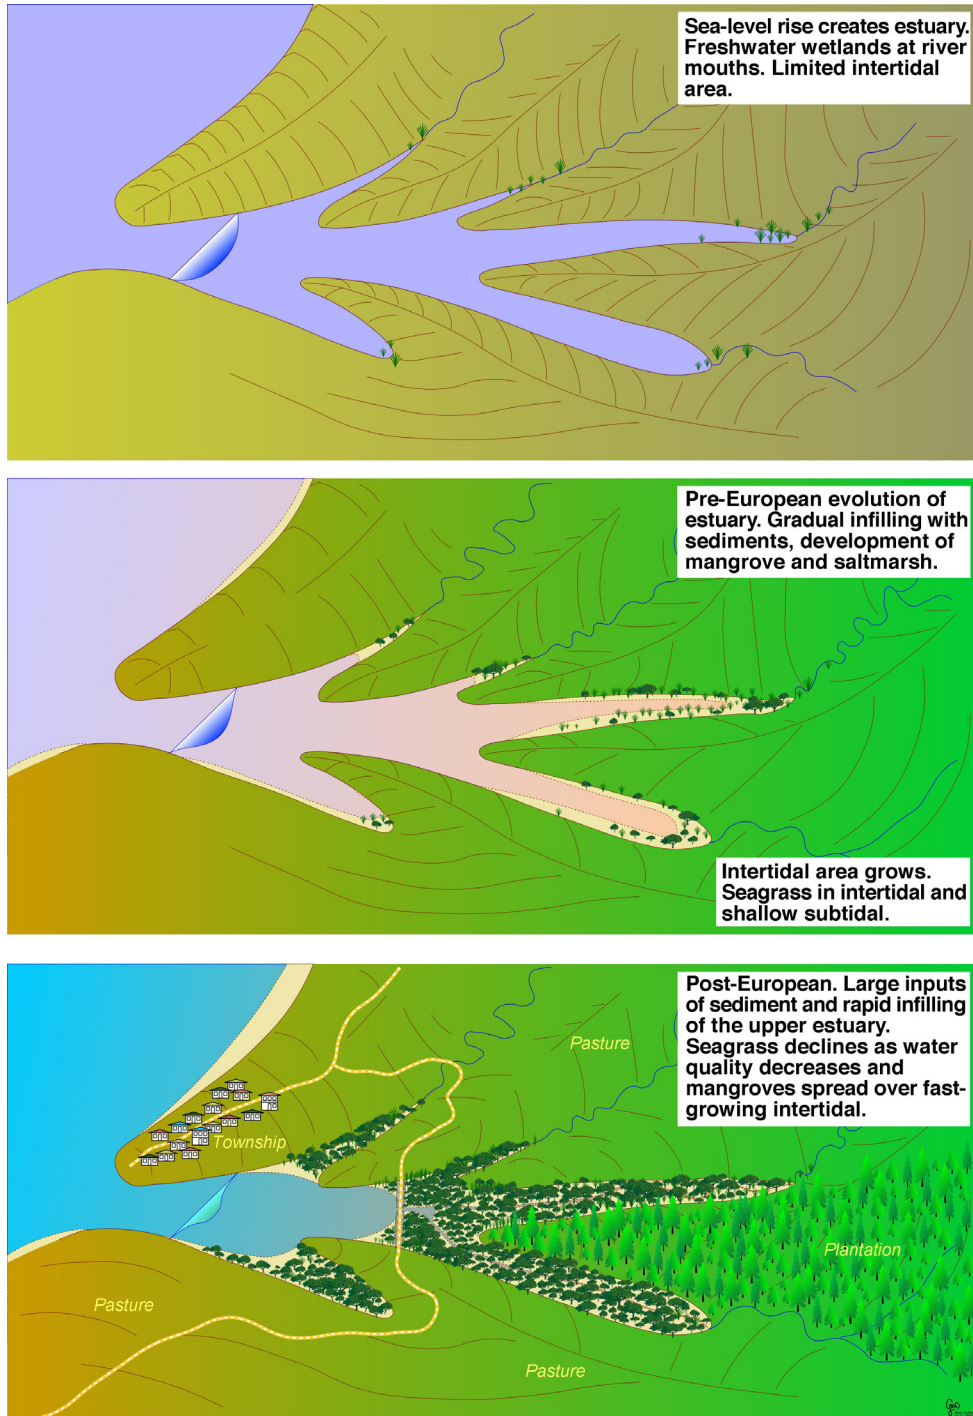 Sea-level rise creates estuary.
Freshwater wetlands at river
mouths. Limited intertidal
area.
Pre-European evolution of
estuary. Gradual infilling with
sediments, development of
mangrove and saltmarsh.
Intertidal area grows.
Seagrass in intertidal and
shallow subtidal.
Post-European. Large inputs
of sediment and rapid infilling
of the upper estuary.
Seagrass declines as water
quality decreases and
mangroves spread over fast-
growing intertidal.
Pasture
Township
Plantation
Pasture
Pasture